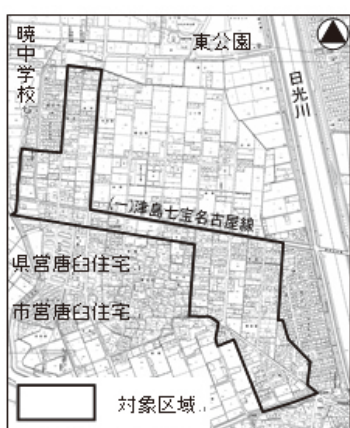 暁中学校
東公園
日光川
(一)津島七宝名古屋線
県営唐臼住宅
市営唐臼住宅
対象区域